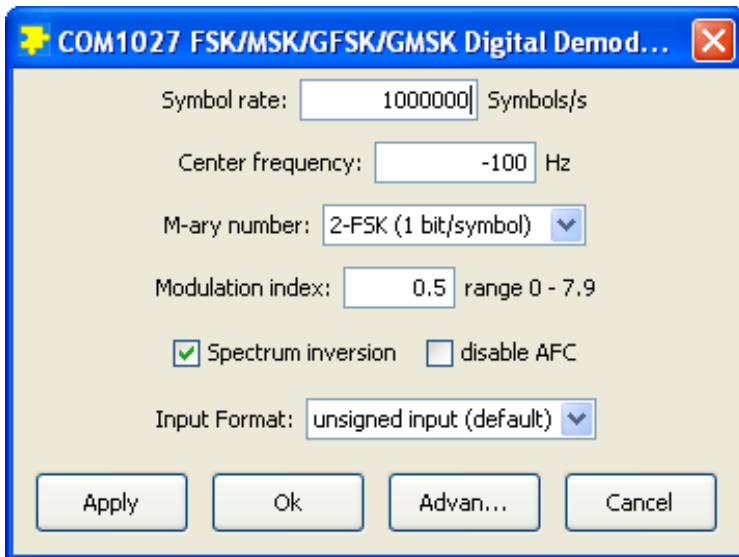 COM1027 FSK/MSK/GFSK/GMSK Digital Demod...
Symbol rate: 1000000 Symbols/s
Center frequency: -100 Hz
M-ary number: 2-FSK (1 bit/symbol)
Modulation index: 0.5 range 0 - 7.9
Spectrum inversion disable AFC
Input Format: unsigned input (default)
Apply Ok Advan... Cancel